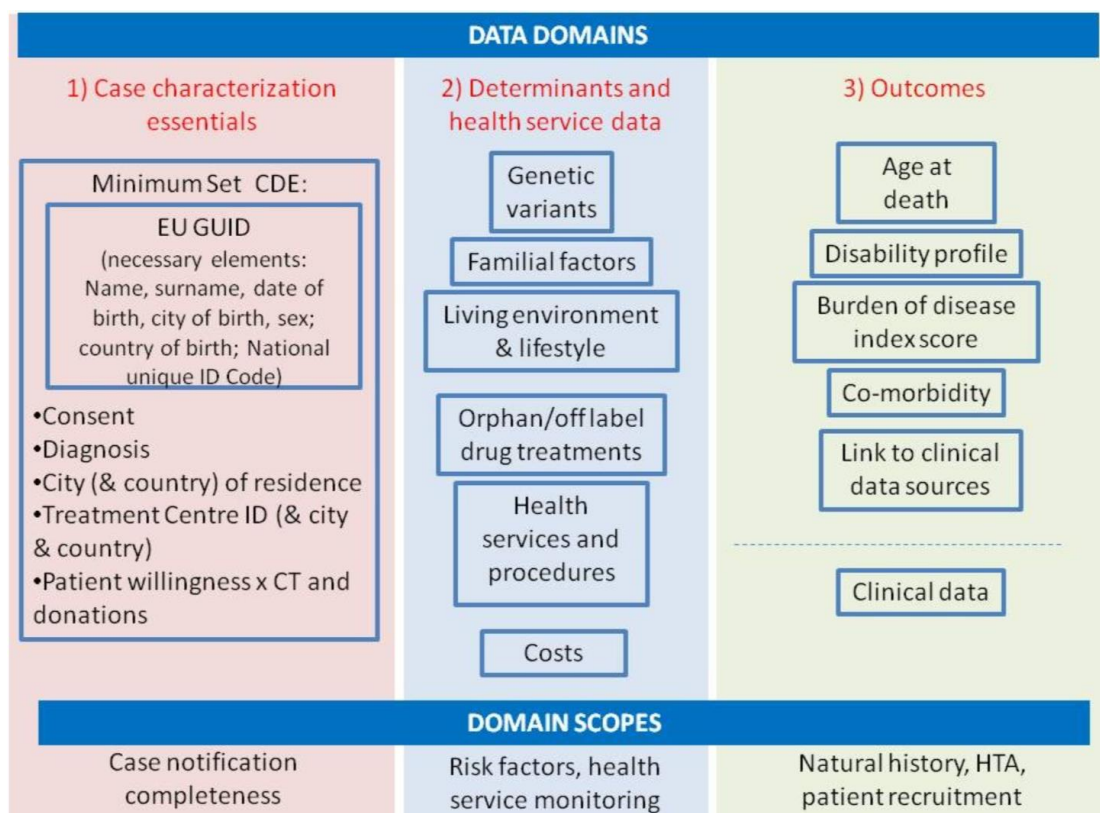 DATA DOMAINS
1) Case characterization
essentials
Minimum Set CDE:
EU GUID
(necessary elements:
Name, surname, date of
birth, city of birth, sex;
country of birth; National
unique ID Code)
•Consent
•Diagnosis
•City (& country) of residence
•Treatment Centre ID (& city
& country)
•Patient willingness x CT and
donations
2) Determinants and
health service data
Genetic
variants
Familial factors
Living environment
& lifestyle
Orphan/off label
drug treatments
Health
services and
procedures
Costs
3) Outcomes
Age at
death
Disability profile
Burden of disease
index score
Co-morbidity
Link to clinical
data sources
Clinical data
DOMAIN SCOPES
Case notification
completeness
Risk factors, health
service monitoring
Natural history, HTA,
patient recruitment